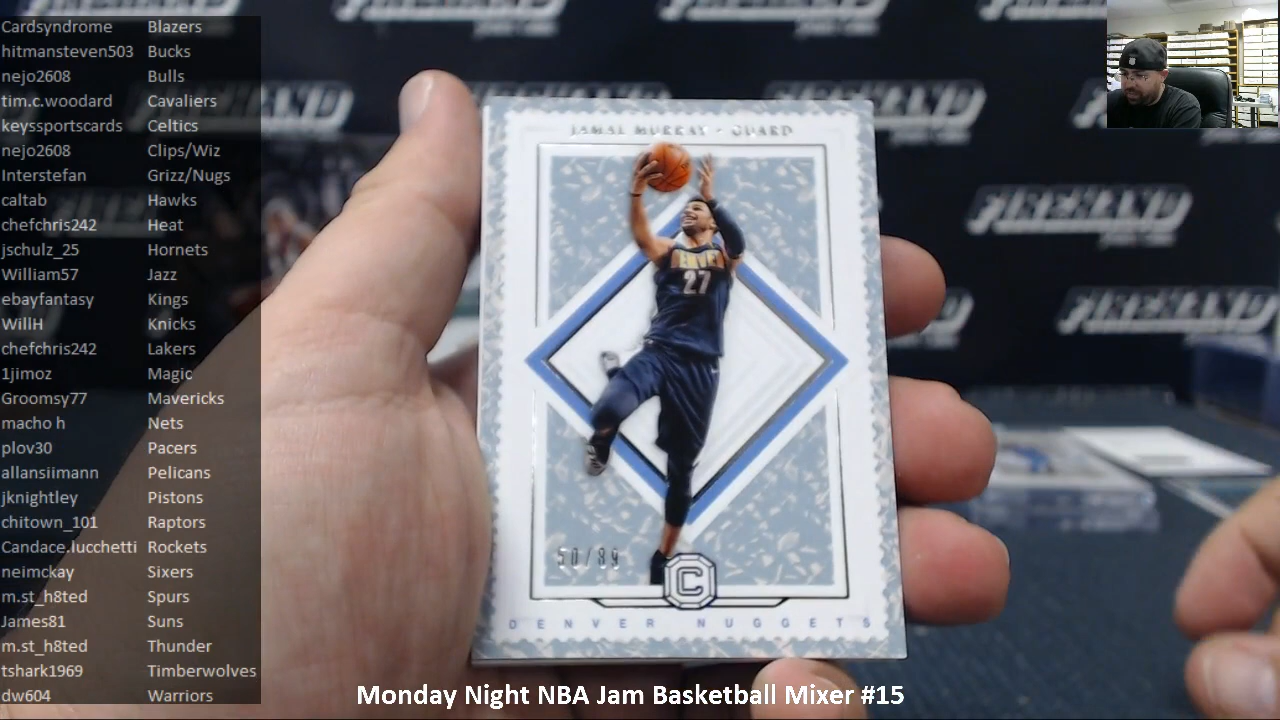 Cardsyndrome Blazers
hitmansteven503 Bucks
nejo2608 Bulls
tim.c.woodard Cavaliers
keyssportscards Celtics
nejo2608 Clips/Wiz
Interstefan Grizz/Nugs
caltab Hawks
chefchris242 Heat
jschulz_25 Hornets
William57 Jazz
ebayfantasy Kings
WillH Knicks
chefchris242 Lakers
1jimoz Magic
Groomsy77 Mavericks
macho h Nets
plov30 Pacers
allansiimann Pelicans
jknightley Pistons
chitown_101 Raptors
Candace.lucchetti Rockets
neimckay Sixers
m.st_h8ted Spurs
James81 Suns
m.st_h8ted Thunder
tshark1969 Timberwolves
dw604 Warriors
JAMAL MURRAY • GUARD
DENVER
27
50/89
C
DENVER NUGGETS
FIREHAND
Monday Night NBA Jam Basketball Mixer #15